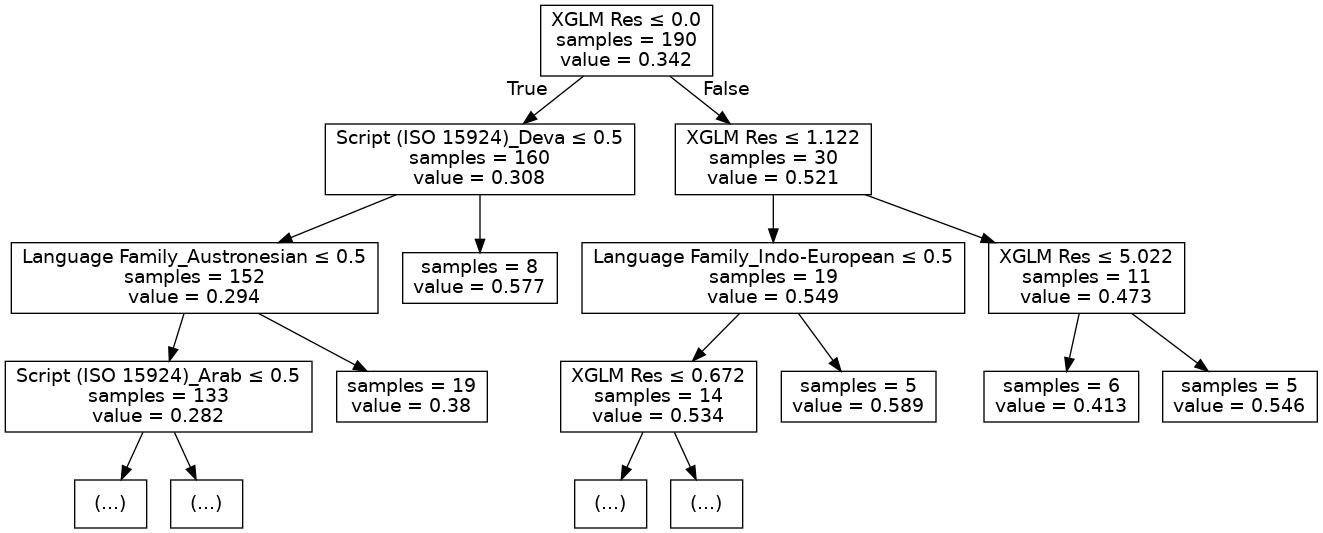 XGLM Res ≤ 0.0
samples = 190
value = 0.342
True
False
Script (ISO 15924)_Deva ≤ 0.5
samples = 160
value = 0.308
XGLM Res ≤ 1.122
samples = 30
value = 0.521
Language Family_Austronesian ≤ 0.5
samples = 152
value = 0.294
samples = 8
value = 0.577
Language Family_Indo-European ≤ 0.5
samples = 19
value = 0.549
XGLM Res ≤ 5.022
samples = 11
value = 0.473
Script (ISO 15924)_Arab ≤ 0.5
samples = 133
value = 0.282
samples = 19
value = 0.38
XGLM Res ≤ 0.672
samples = 14
value = 0.534
samples = 5
value = 0.589
samples = 6
value = 0.413
samples = 5
value = 0.546
(...)
(...)
(...)
(...)